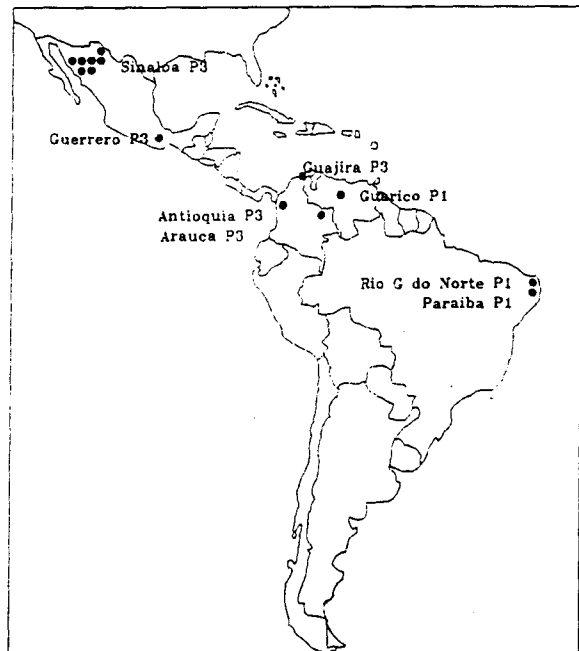 Sinaloa P3
Guerrero P3
Guajira P3
Guarico P1
Antioquia P3
Arauca P3
Rio G do Norte P1
Paraiba P1